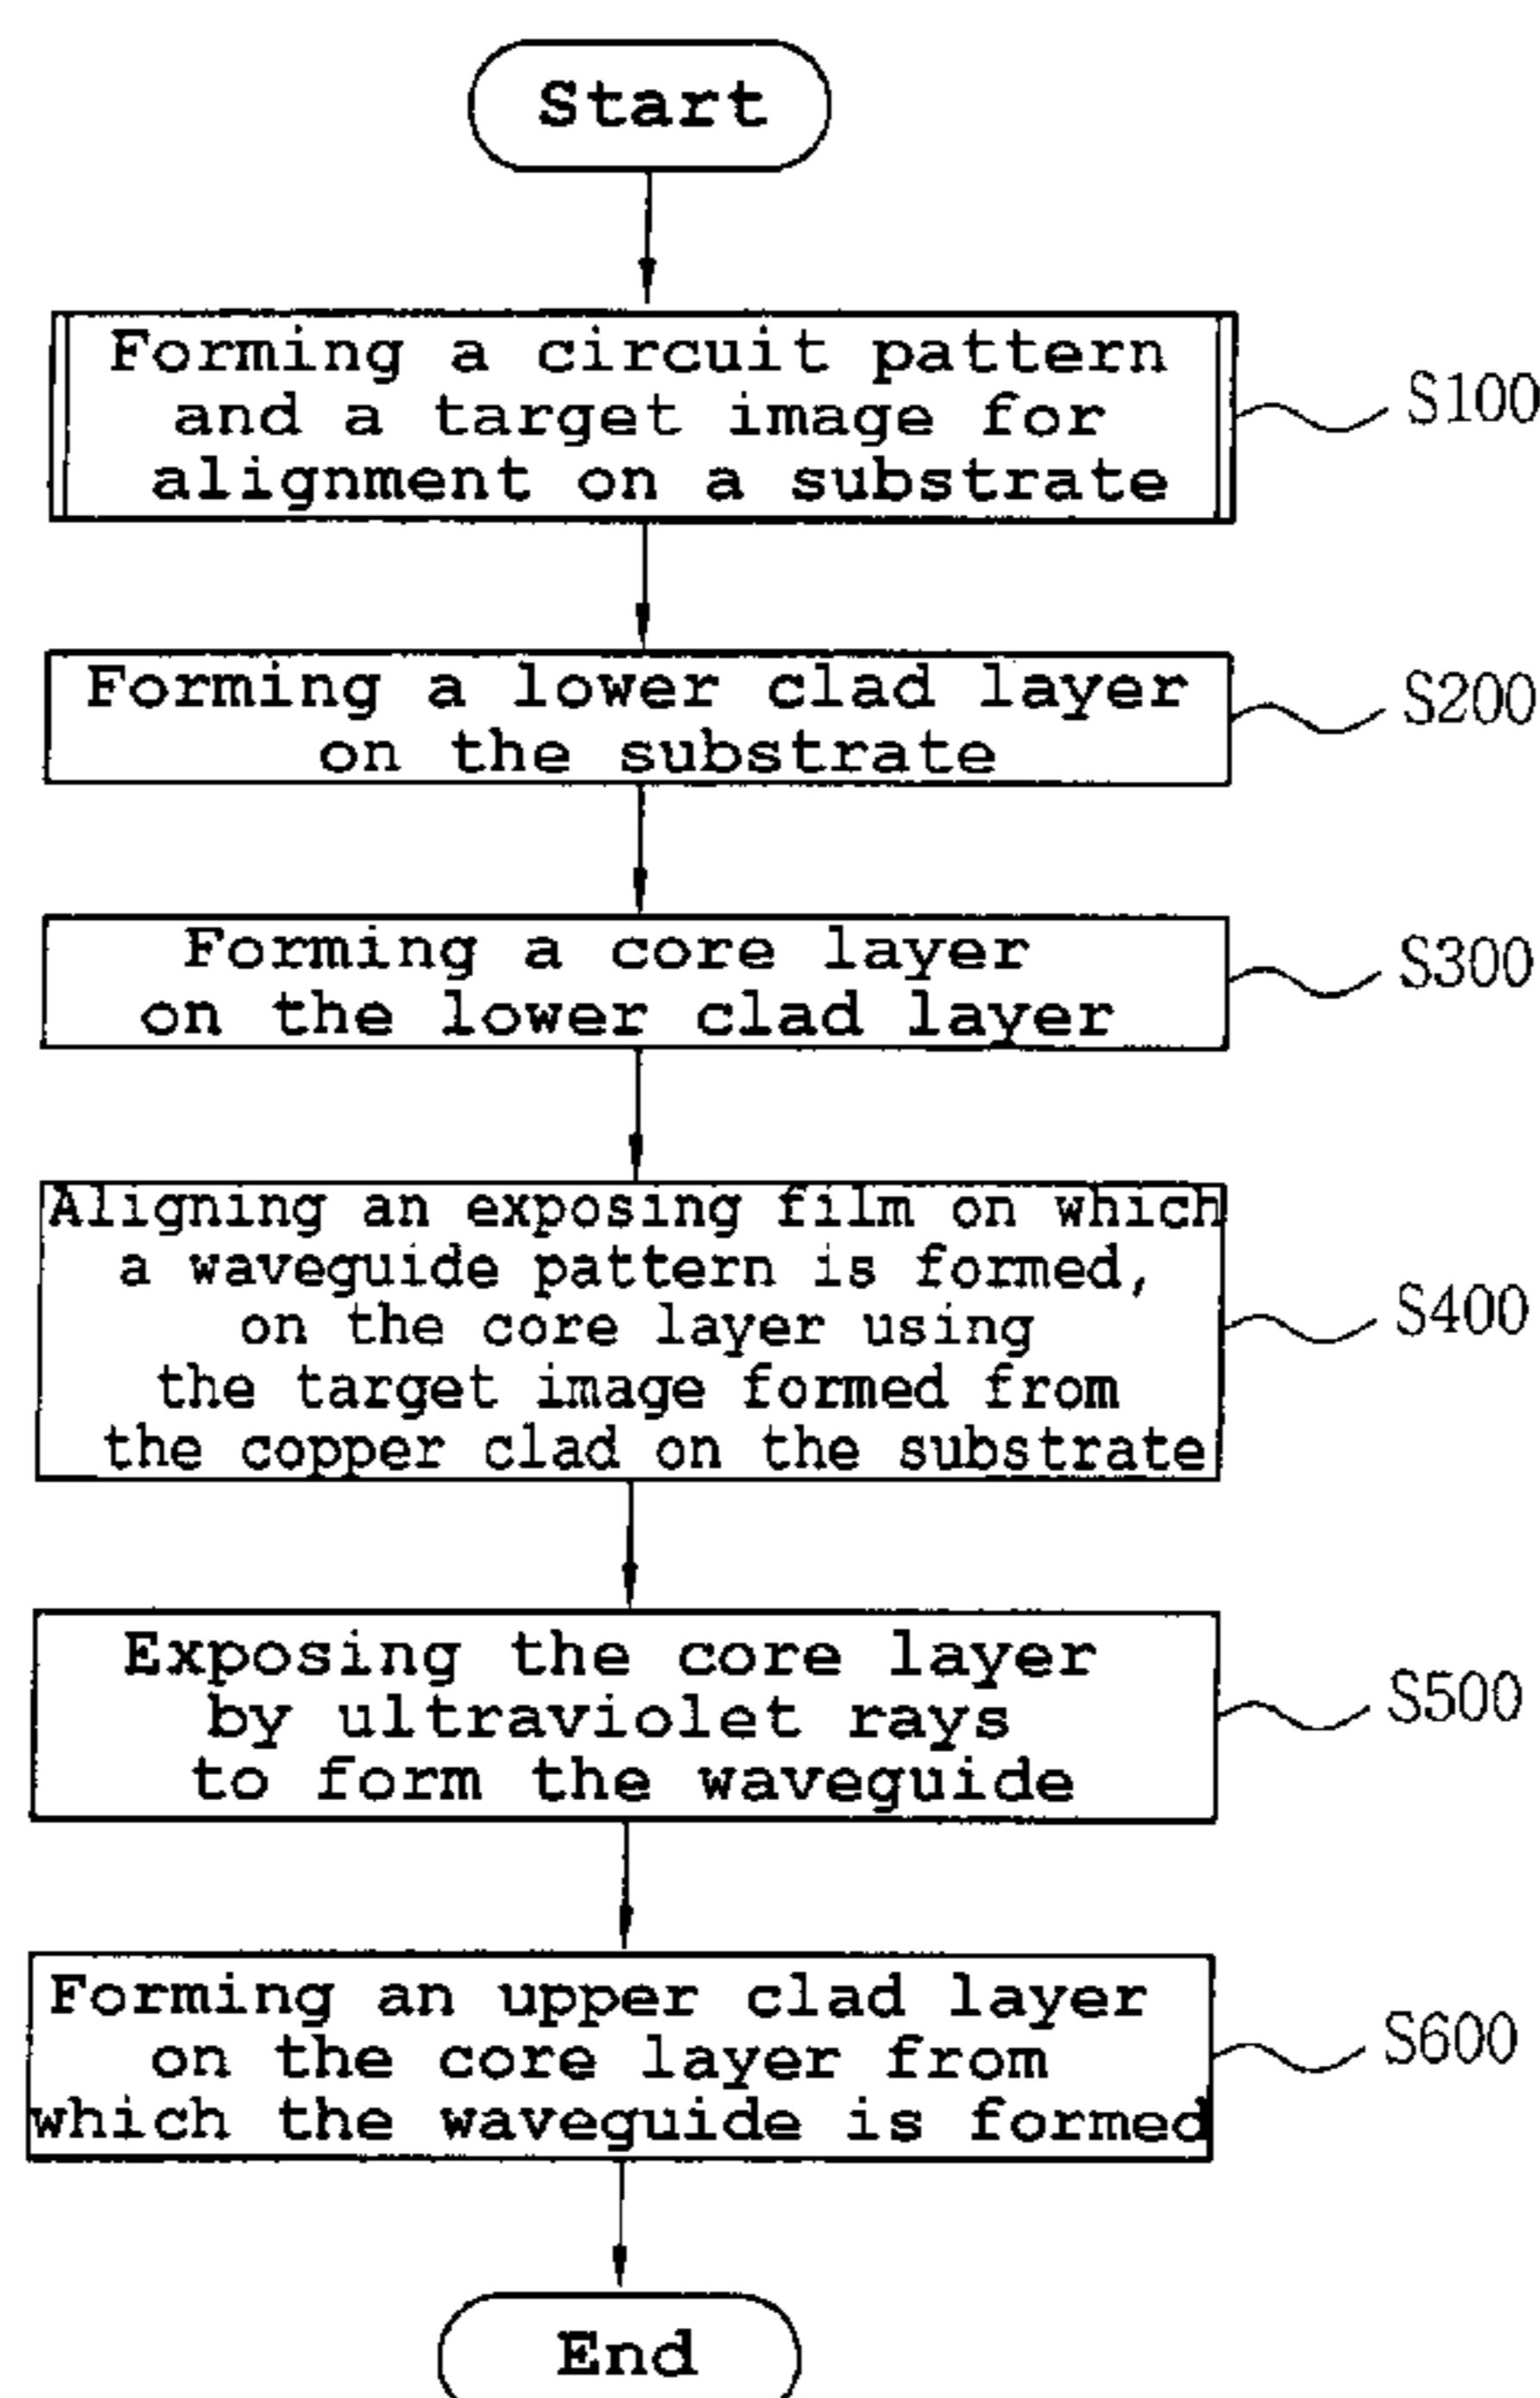 Start
Forming a circuit pattern
and a target image for
alignment on a substrate
S100
Forming a lower clad layer
on the substrate
S200
Forming a core layer
on the lower clad layer
S300
Aligning an exposing film on which
a waveguide pattern is formed,
on the core layer using
the target image formed from
the copper clad on the substrate
S400
Exposing the core layer
by ultraviolet rays
to form the waveguide
S500
Forming an upper clad layer
on the core layer from
which the waveguide is formed
S600
End